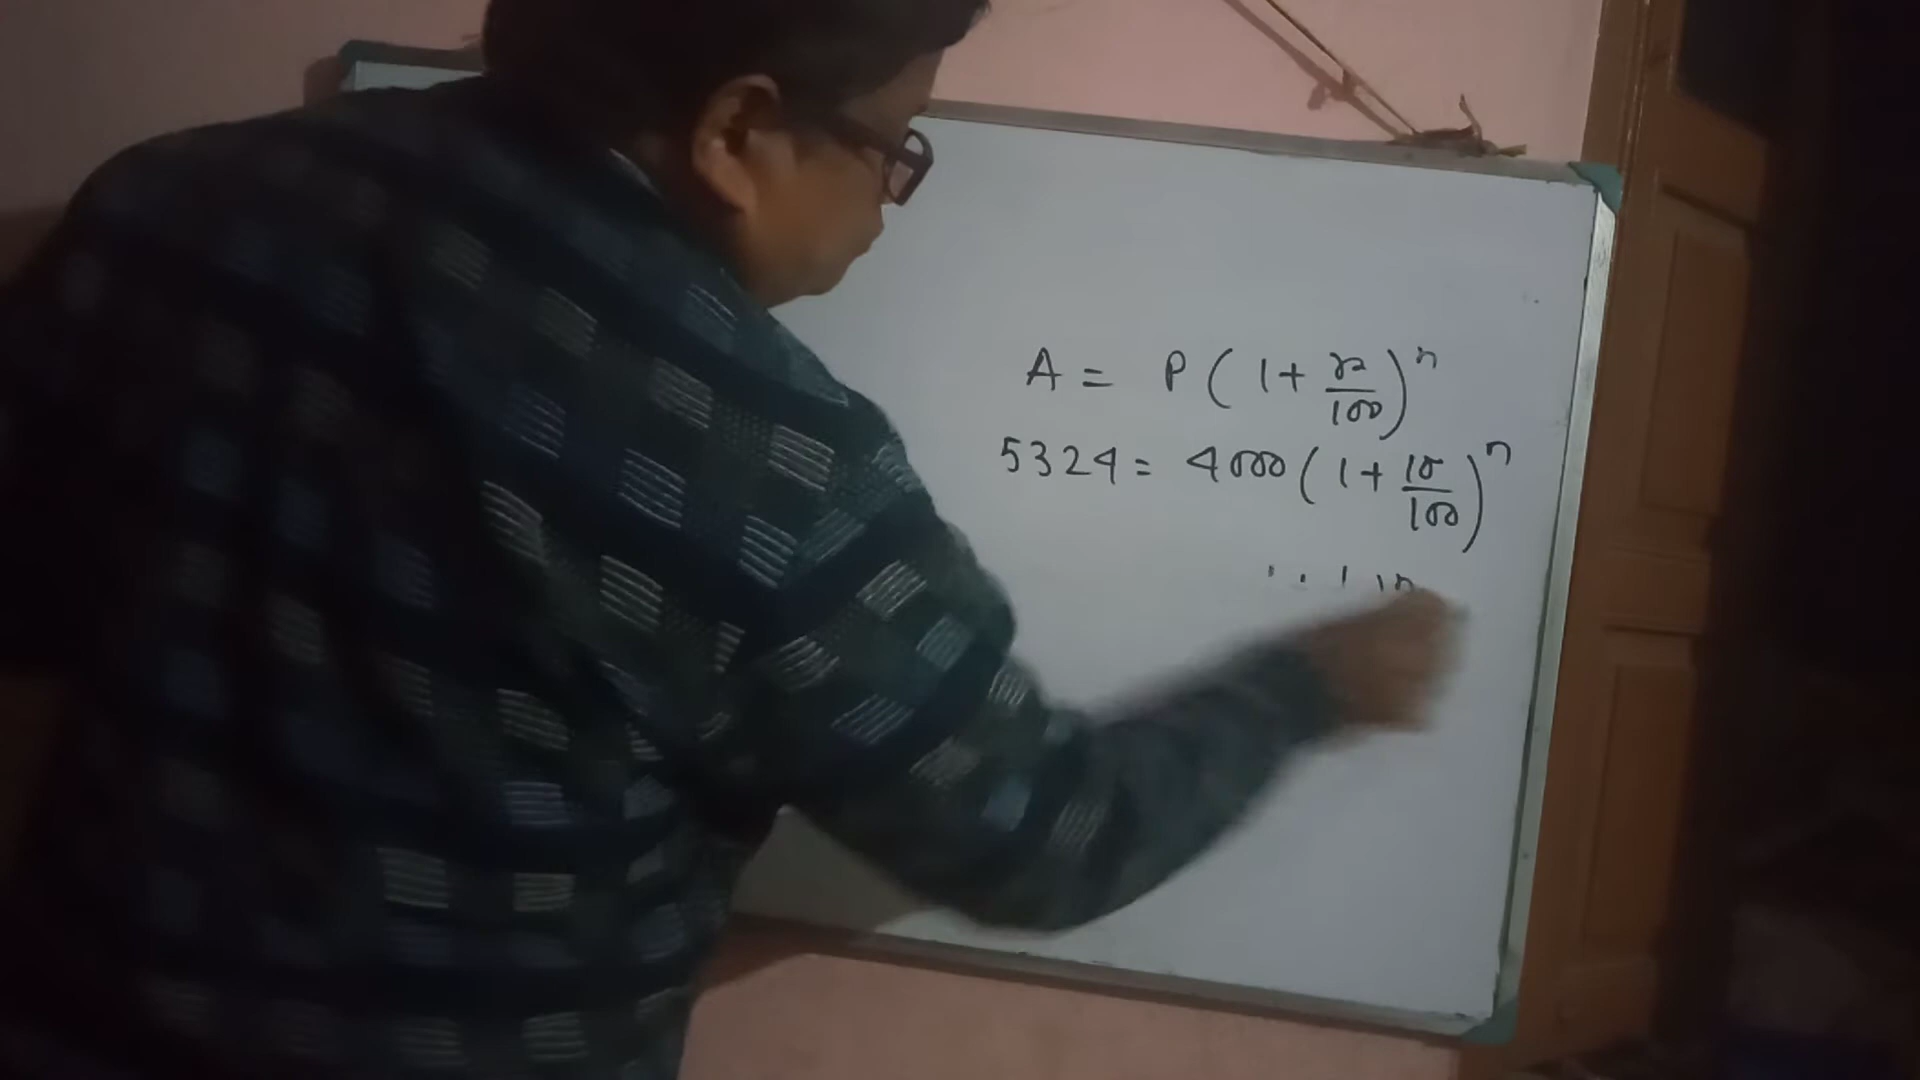 A = P ( 1 + r/100 )^n
5324 = 4000 ( 1 + 10/100 )^n